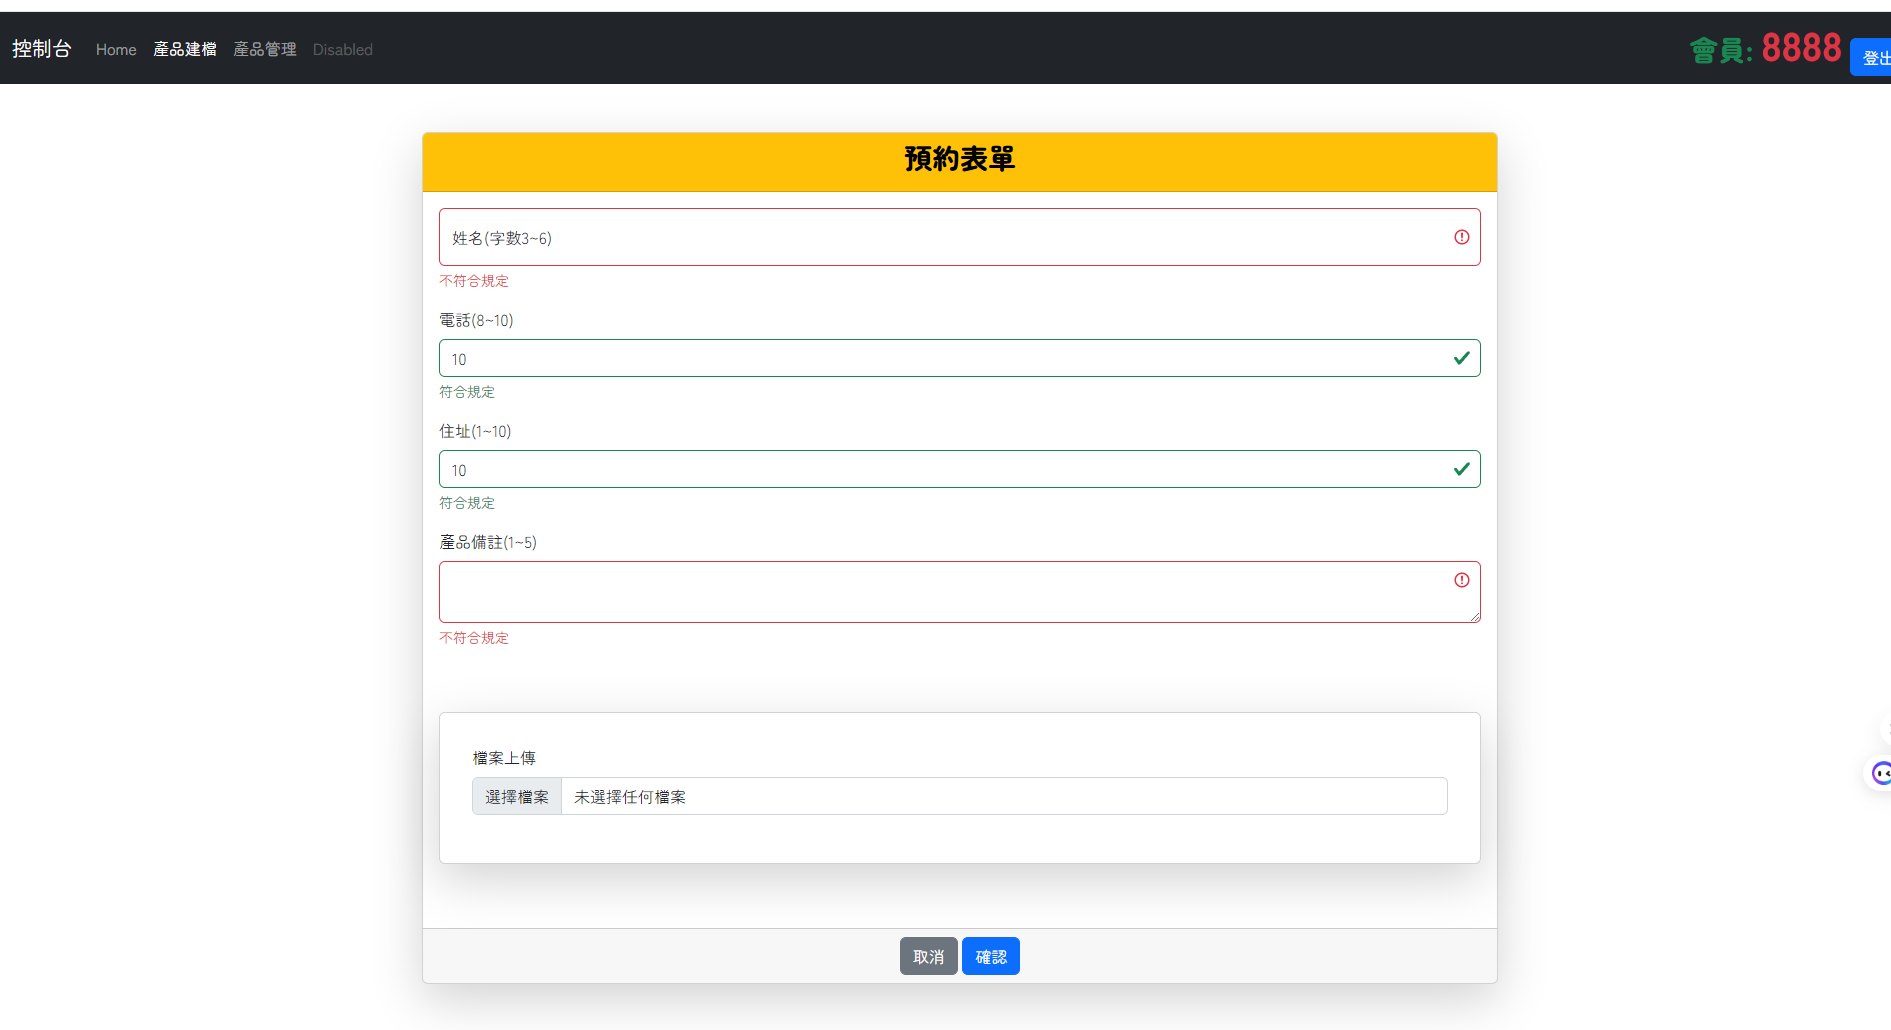 控制台 Home 產品建檔 產品管理 Disabled 會員: 8888 登出
預約表單
姓名(字數3~6)
不符合規定
電話(8~10)
10
符合規定
住址(1~10)
10
符合規定
產品備註(1~5)
不符合規定
檔案上傳
選擇檔案 未選擇任何檔案
取消 確認